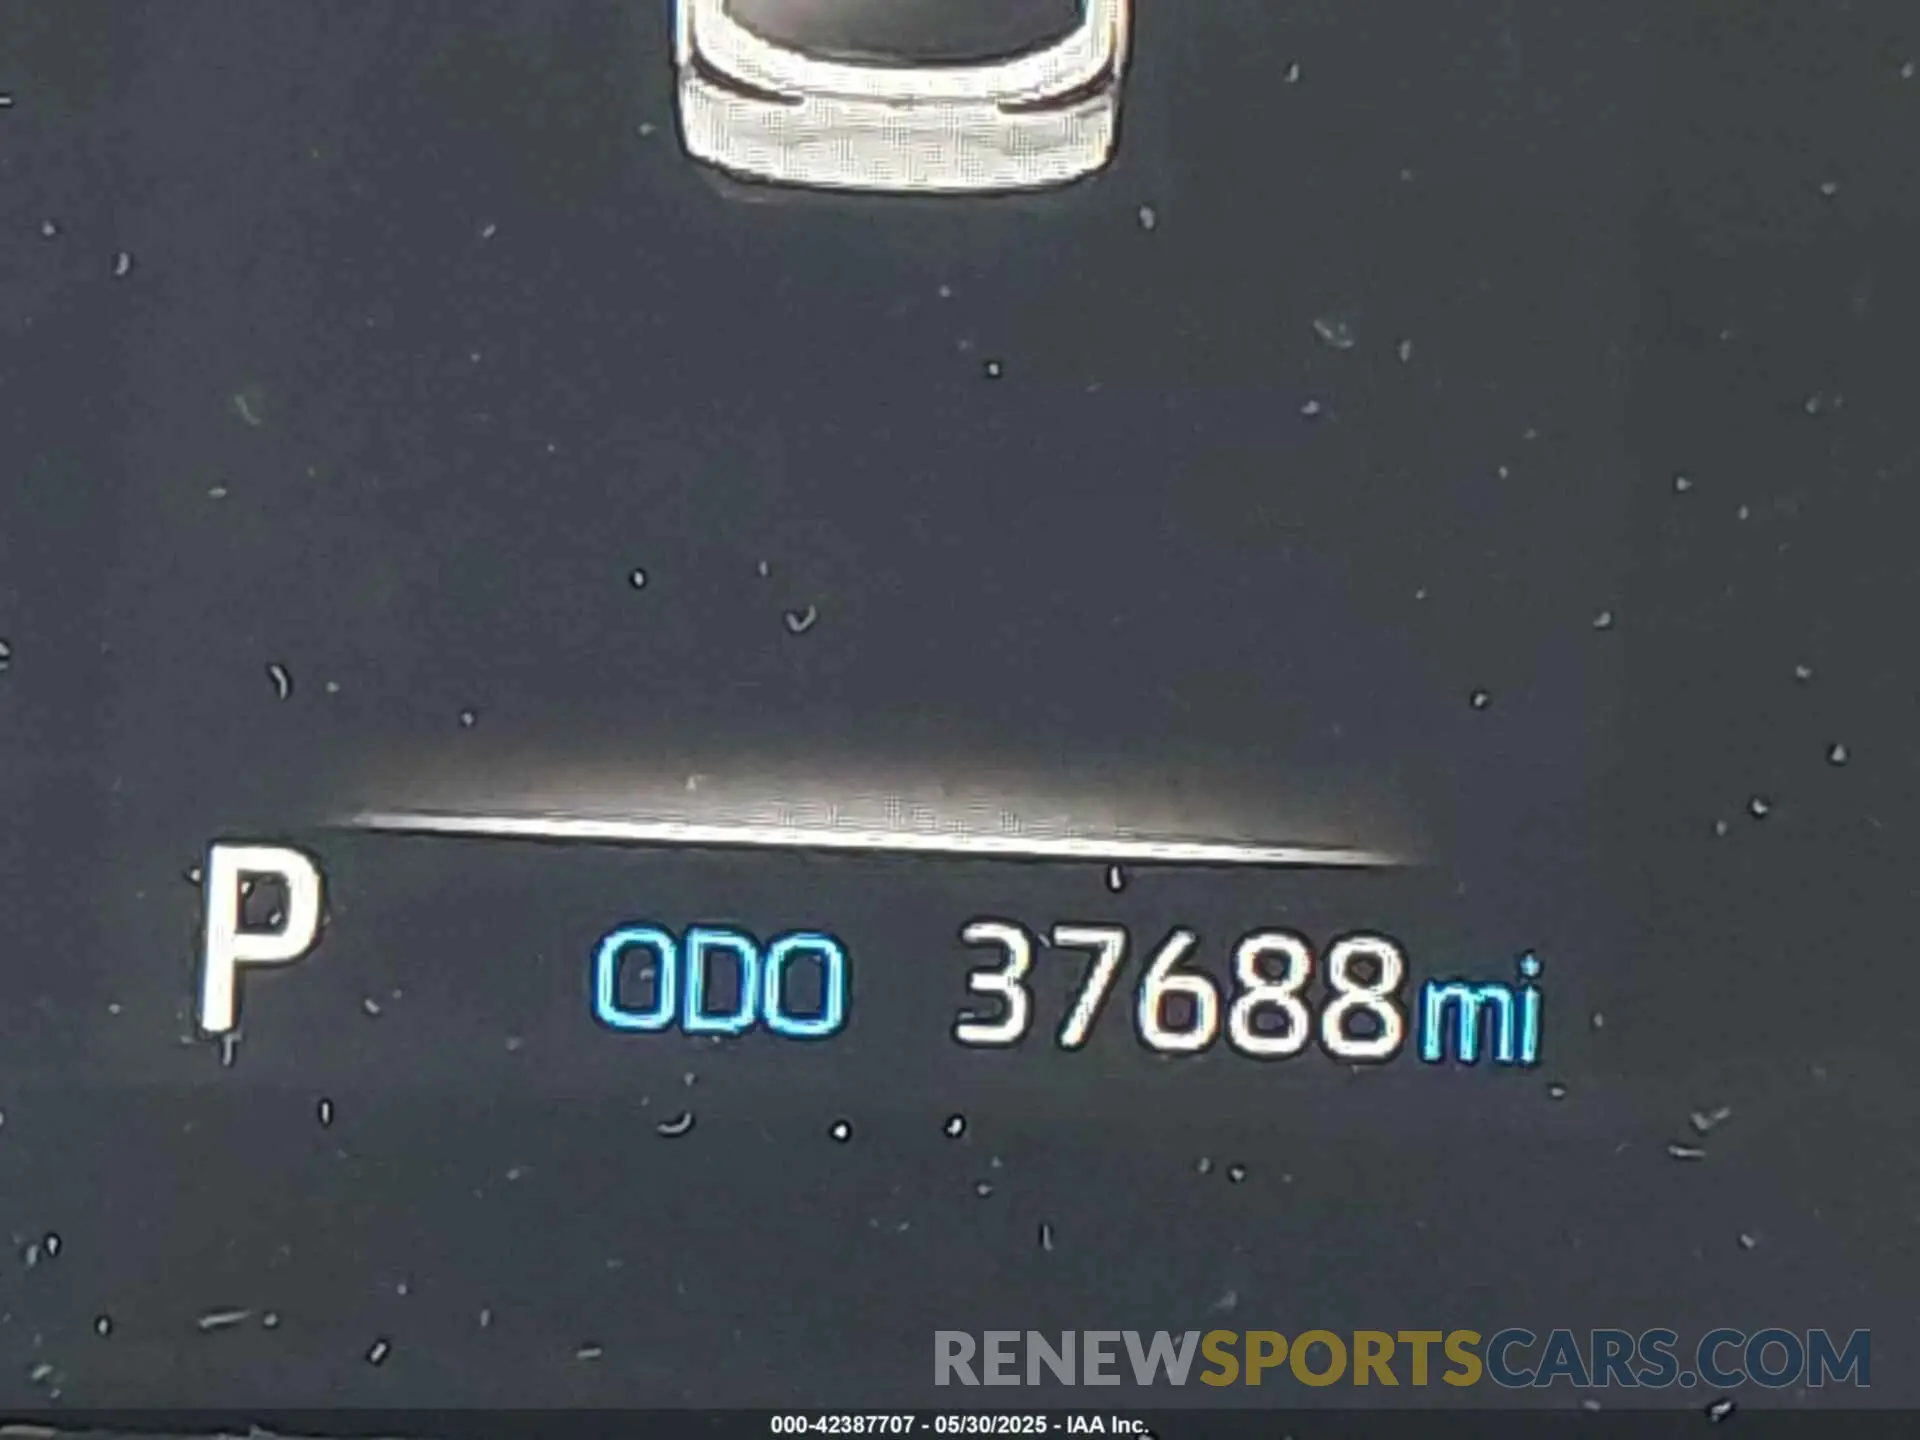 P ODO 37688mi
RENEWSPORTSCARS.COM
000-42387707 - 05/30/2025 - IAA Inc.